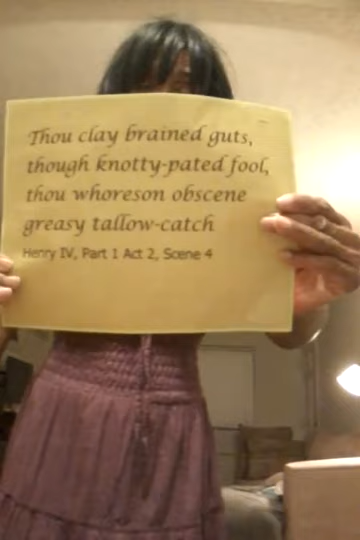 Thou clay brained guts,
though knotty-pated fool,
thou whoreson obscene
greasy tallow-catch
Henry IV, Part 1 Act 2, Scene 4